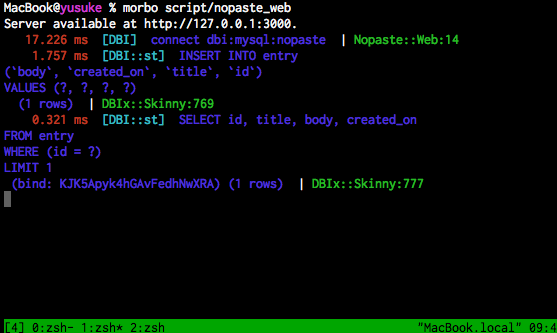 MacBook@yusuke % morbo script/nopaste_web
Server available at http://127.0.0.1:3000.
17.226 ms [DBI] connect dbi:mysql:nopaste | Nopaste::Web:14
1.757 ms [DBI::st] INSERT INTO entry
(`body`, `created_on`, `title`, `id`)
VALUES (?, ?, ?, ?)
(1 rows) | DBIx::Skinny:769
0.321 ms [DBI::st] SELECT id, title, body, created_on
FROM entry
WHERE (id = ?)
LIMIT 1
(bind: KJK5Apyk4hGAvFedhNwXRA) (1 rows) | DBIx::Skinny:777
[4] 0:zsh- 1:zsh* 2:zsh "MacBook.local" 09:4